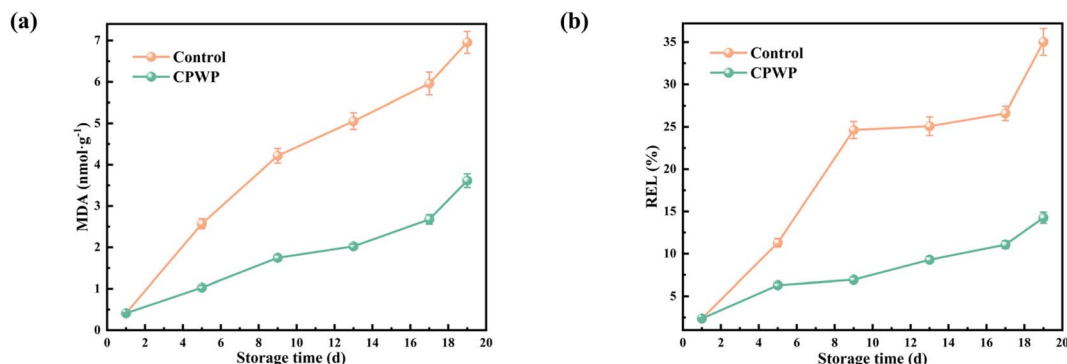 (a)
7
6
5
4
3
2
1
0
MDA (nmol·g⁻¹)
Control
CPWP
0 2 4 6 8 10 12 14 16 18 20
Storage time (d)
(b)
35
30
25
20
15
10
5
REL (%)
Control
CPWP
0 2 4 6 8 10 12 14 16 18 20
Storage time (d)